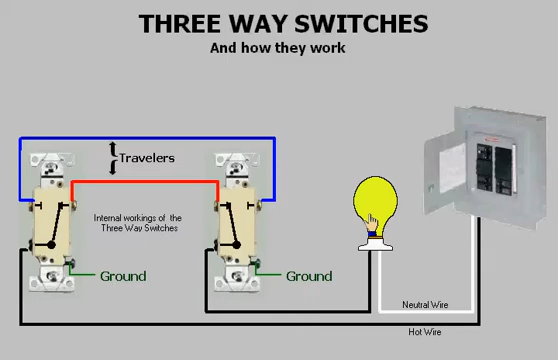 THREE WAY SWITCHES
And how they work
Travelers
Internal workings of the
Three Way Switches
Ground
Ground
Neutral Wire
Hot Wire